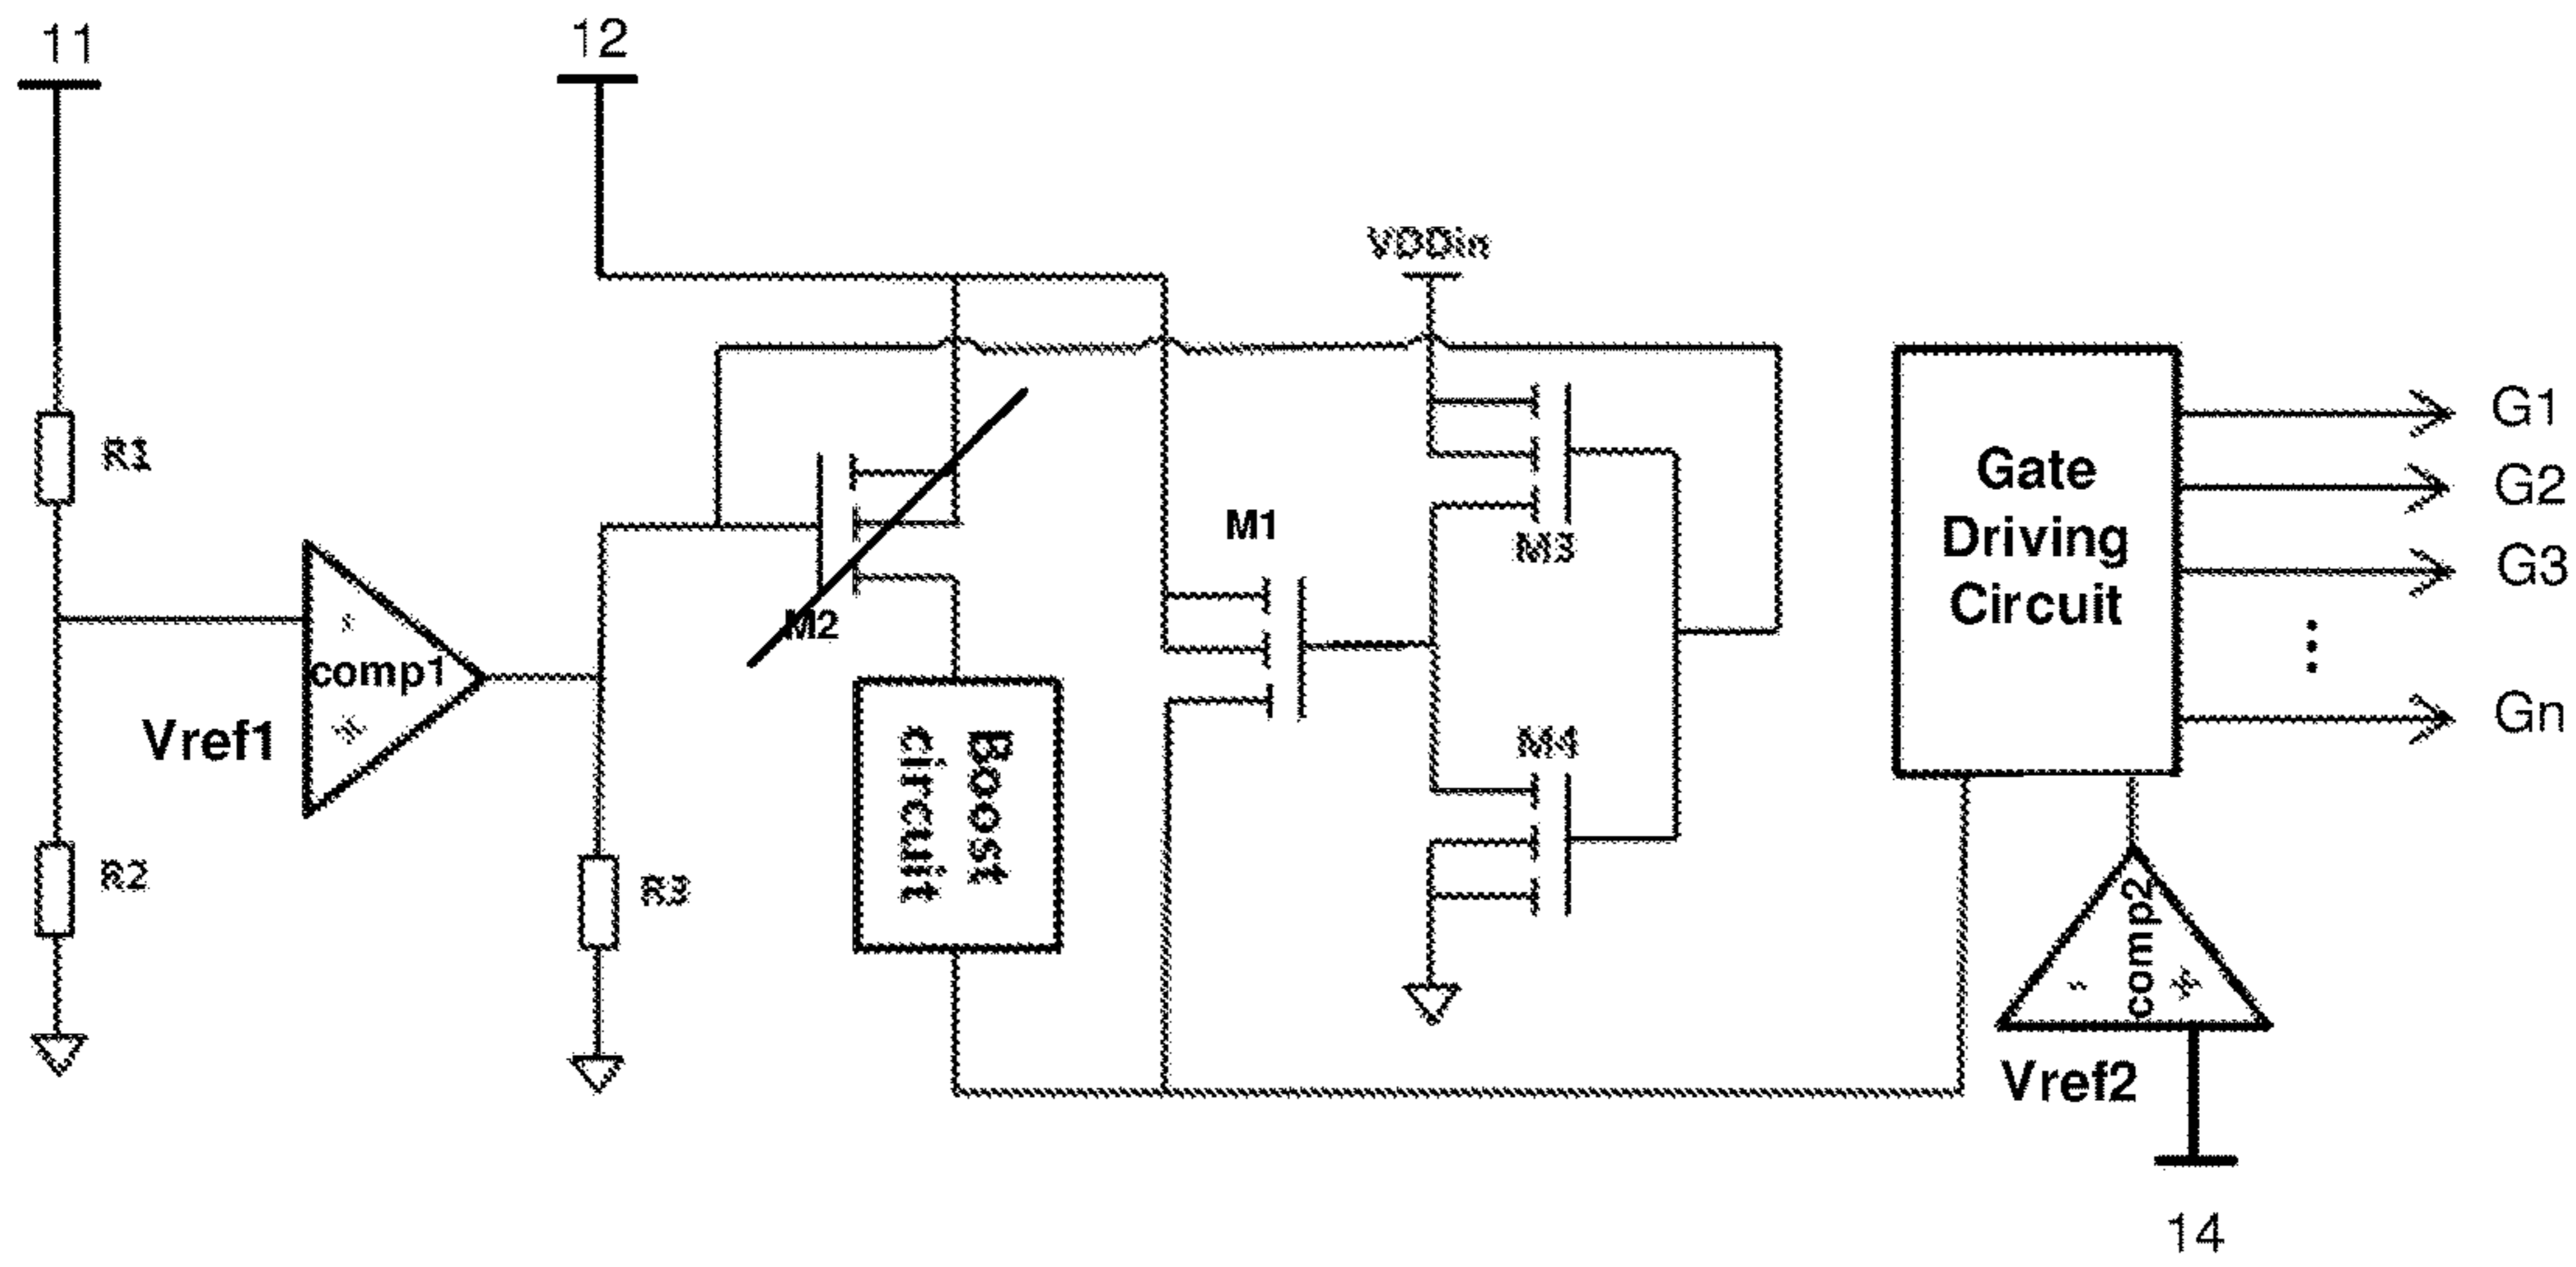 11
12
VDDin
R1
M1
M3
Gate
Driving
Circuit
G1
G2
G3
Gn
M2
comp1
Vref1
Boost
circuit
M4
R2
R3
comp2
Vref2
14